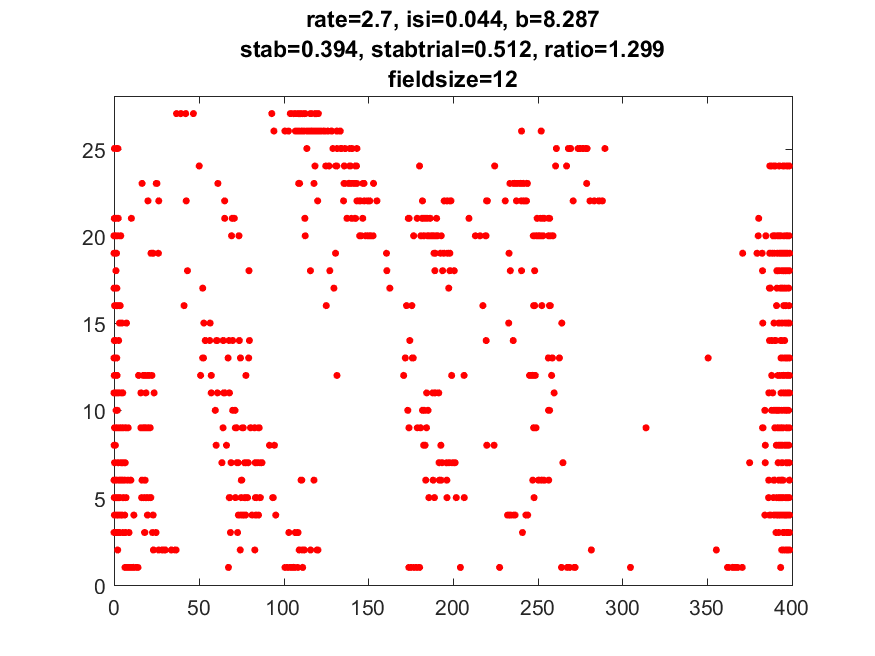 rate=2.7, isi=0.044, b=8.287
stab=0.394, stabtrial=0.512, ratio=1.299
fieldsize=12
25
20
15
10
5
0
0 50 100 150 200 250 300 350 400